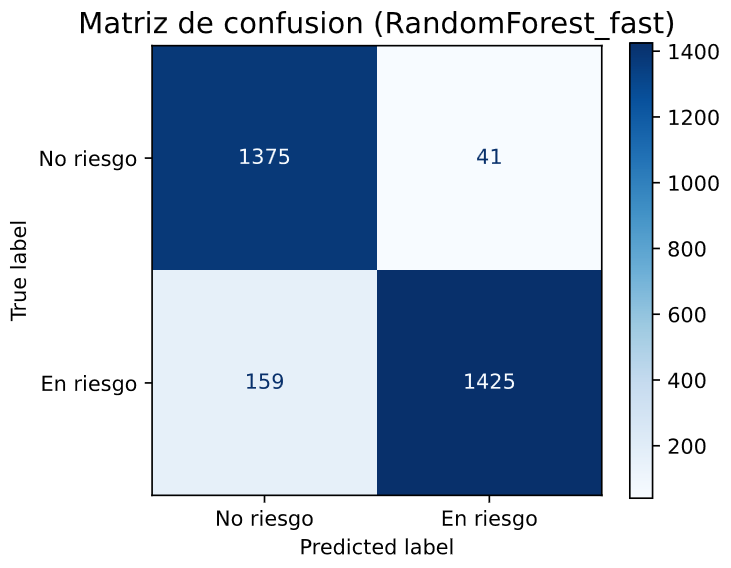 Matriz de confusion (RandomForest_fast)
No riesgo
En riesgo
True label
1375
41
159
1425
No riesgo
En riesgo
Predicted label
1400
1200
1000
800
600
400
200